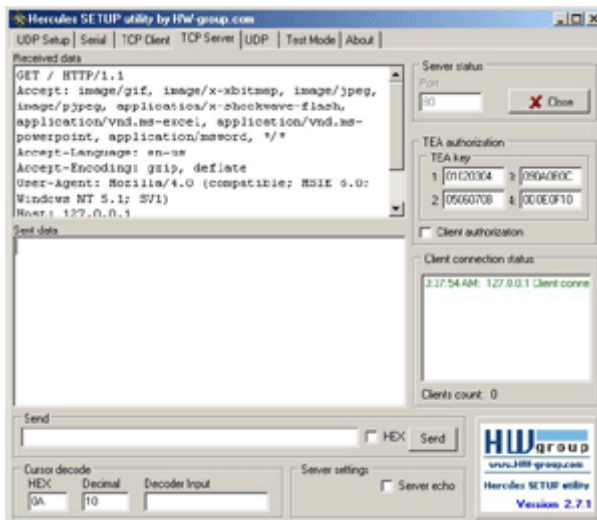 Hercules SETUP utility by HW-group.com
UDP Setup | Serial | TCP Client | TCP Server | UDP | Test Mode | About
Received data
GET / HTTP/1.1
Accept: image/gif, image/x-xbitmap, image/jpeg,
image/pjpeg, application/x-shockwave-flash,
application/vnd.ms-excel, application/vnd.ms-
powerpoint, application/msword, */*
Accept-Language: en-us
Accept-Encoding: gzip, deflate
User-Agent: Mozilla/4.0 (compatible; MSIE 6.0;
Windows NT 5.1; SV1)
Host: 127.0.0.1
Sent data
Server status
Port
80
Close
TEA authorization
TEA key
1 01020304 3: 090A0B0C
2 05060708 4: 0D0E0F10
Client authorization
Client connection status
3:37:54 AM: 127.0.0.1 Client conne
Clients count: 0
Send
HEX Send
Cursor decode
HEX Decimal Decoder Input
0A 10
Server settings
Server echo
HW group
www.HW-group.com
Hercules SETUP utility
Version 2.7.1